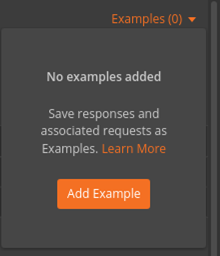 Examples (0)
No examples added
Save responses and
associated requests as
Examples. Learn More
Add Example